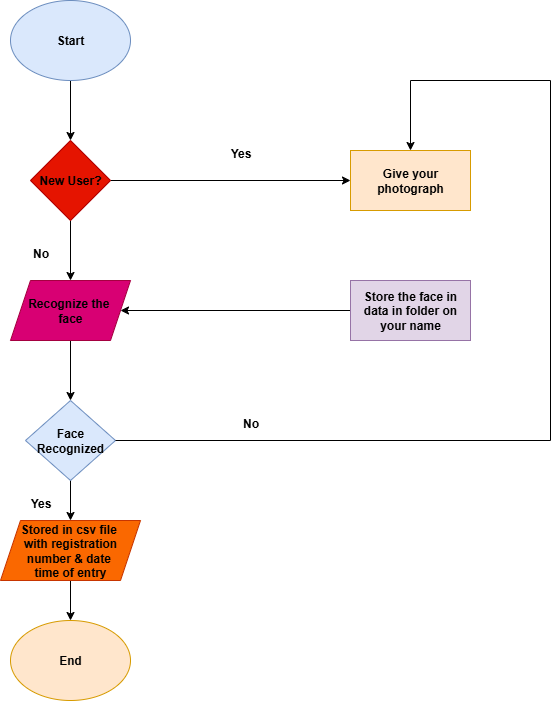 Start
New User?
Yes
Give your
photograph
No
Recognize the
face
Store the face in
data in folder on
your name
Face
Recognized
No
Yes
Stored in csv file
with registration
number & date
time of entry
End